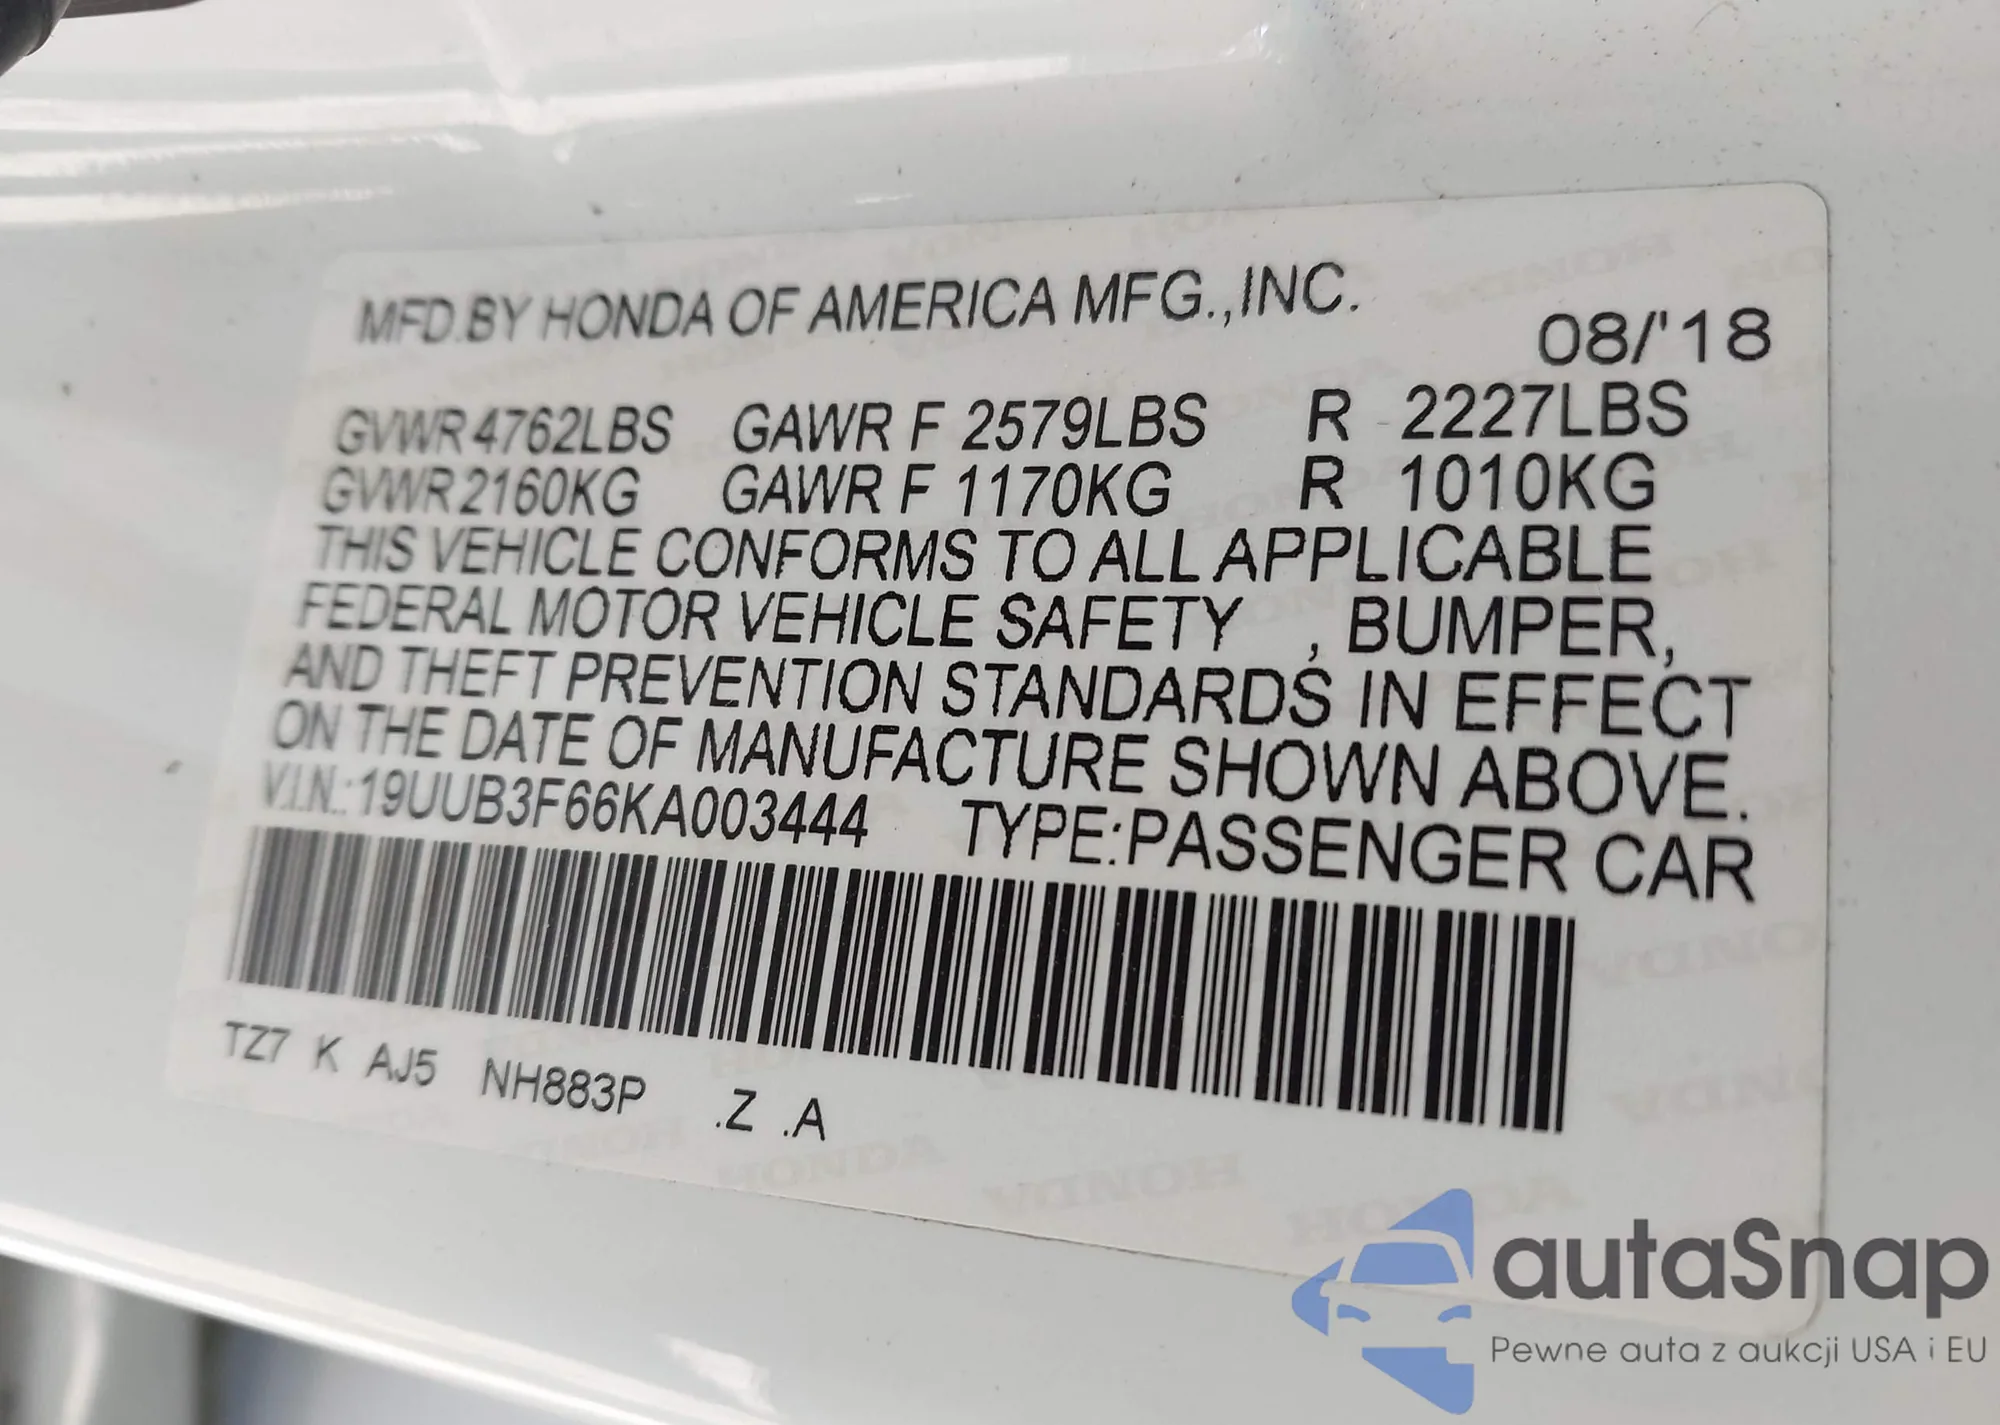 MFD.BY HONDA OF AMERICA MFG.,INC.
08/'18
GVWR 4762LBS GAWR F 2579LBS R 2227LBS
GVWR 2160KG GAWR F 1170KG R 1010KG
THIS VEHICLE CONFORMS TO ALL APPLICABLE
FEDERAL MOTOR VEHICLE SAFETY , BUMPER,
AND THEFT PREVENTION STANDARDS IN EFFECT
ON THE DATE OF MANUFACTURE SHOWN ABOVE.
V.I.N.:19UUB3F66KA003444 TYPE:PASSENGER CAR
TZ7 K AJ5 NH883P .Z .A
autaSnap
Pewne auta z aukcji USA i EU